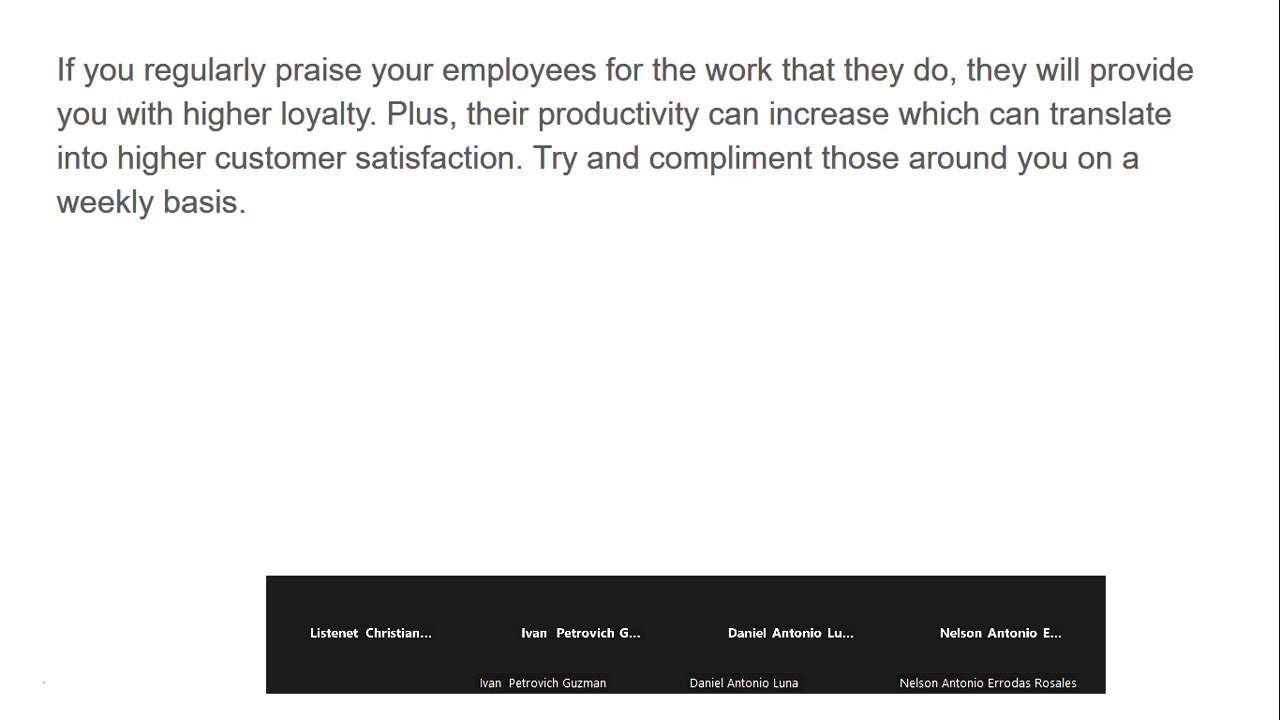 If you regularly praise your employees for the work that they do, they will provide
you with higher loyalty. Plus, their productivity can increase which can translate
into higher customer satisfaction. Try and compliment those around you on a
weekly basis.
Listenet Christian...
Ivan Petrovich G...
Daniel Antonio Lu...
Nelson Antonio E...
Ivan Petrovich Guzman
Daniel Antonio Luna
Nelson Antonio Errodas Rosales